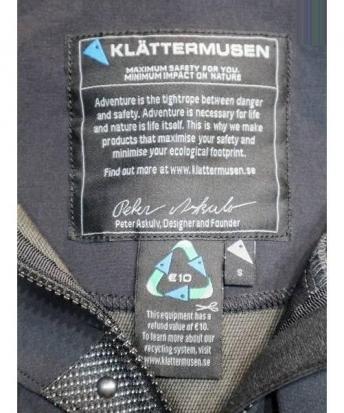 KLÄTTERMUSEN
MAXIMUM SAFETY FOR YOU
MINIMUM IMPACT ON NATURE
Adventure is the tightrope between danger
and safety. Adventure is necessary for life
and nature is life itself. This is why we make
products that maximise your safety and
minimise your ecological footprint.
Find out more at www.klattermusen.se
Peter Askulv
Peter Askulv, Designer and Founder
S
€10
This equipment has a
refund value of €10.
To learn more about our
recycling system, visit
www.klattermusen.se